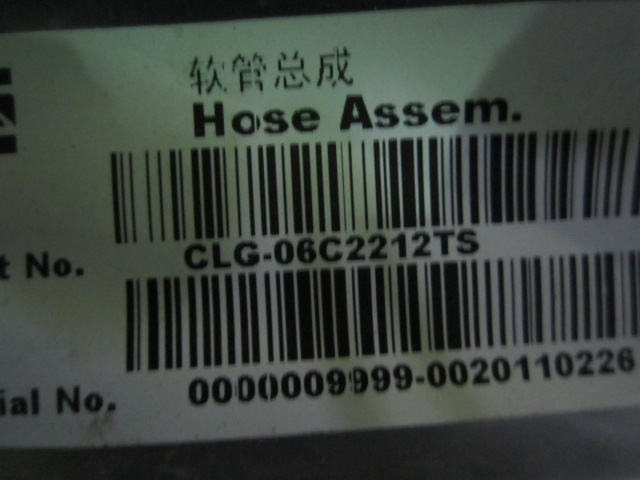 软管总成
Hose Assem.
t No. CLG-06C2212TS
ial No. 0000009999-0020110226